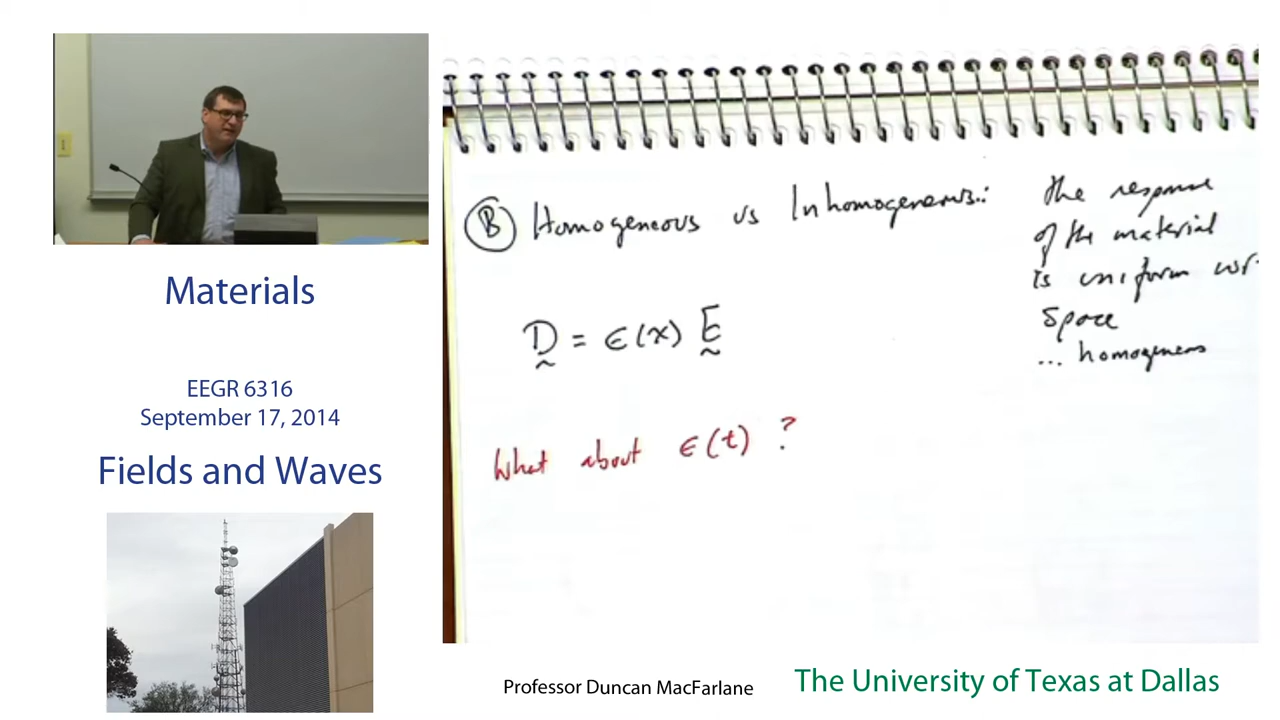 Materials
EEGR 6316
September 17, 2014
Fields and Waves
Ⓑ Homogeneous vs Inhomogeneous:
The response
of the material
is uniform wr
space
... homogeneous
D = ϵ(x) E
What about ϵ(t) ?
Professor Duncan MacFarlane
The University of Texas at Dallas